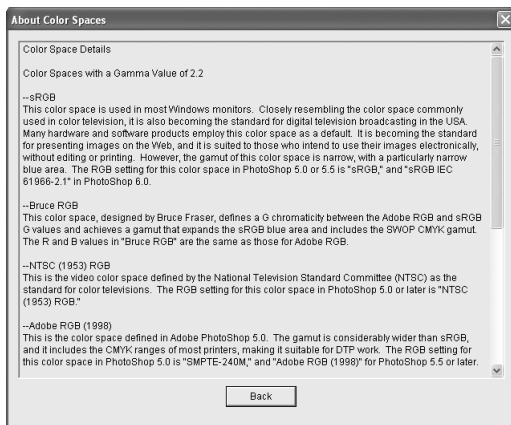 About Color Spaces
Color Space Details
Color Spaces with a Gamma Value of 2.2
--sRGB
This color space is used in most Windows monitors.  Closely resembling the color space commonly
used in color television, it is also becoming the standard for digital television broadcasting in the USA.
Many hardware and software products employ this color space as a default.  It is becoming the standard
for presenting images on the Web, and it is suited to those who intend to use their images electronically,
without editing or printing.  However, the gamut of this color space is narrow, with a particularly narrow
blue area.  The RGB setting for this color space in PhotoShop 5.0 or 5.5 is "sRGB," and "sRGB IEC
61966-2.1" in PhotoShop 6.0.
--Bruce RGB
This color space, designed by Bruce Fraser, defines a G chromaticity between the Adobe RGB and sRGB
G values and achieves a gamut that expands the sRGB blue area and includes the SWOP CMYK gamut.
The R and B values in "Bruce RGB" are the same as those for Adobe RGB.
--NTSC (1953) RGB
This is the video color space defined by the National Television Standard Committee (NTSC) as the
standard for color televisions.  The RGB setting for this color space in PhotoShop 5.0 or later is "NTSC
(1953) RGB."
--Adobe RGB (1998)
This is the color space defined in Adobe PhotoShop 5.0.  The gamut is considerably wider than sRGB,
and it includes the CMYK ranges of most printers, making it suitable for DTP work.  The RGB setting for
this color space in PhotoShop 5.0 is "SMPTE-240M," and "Adobe RGB (1998)" for PhotoShop 5.5 or later.
Back